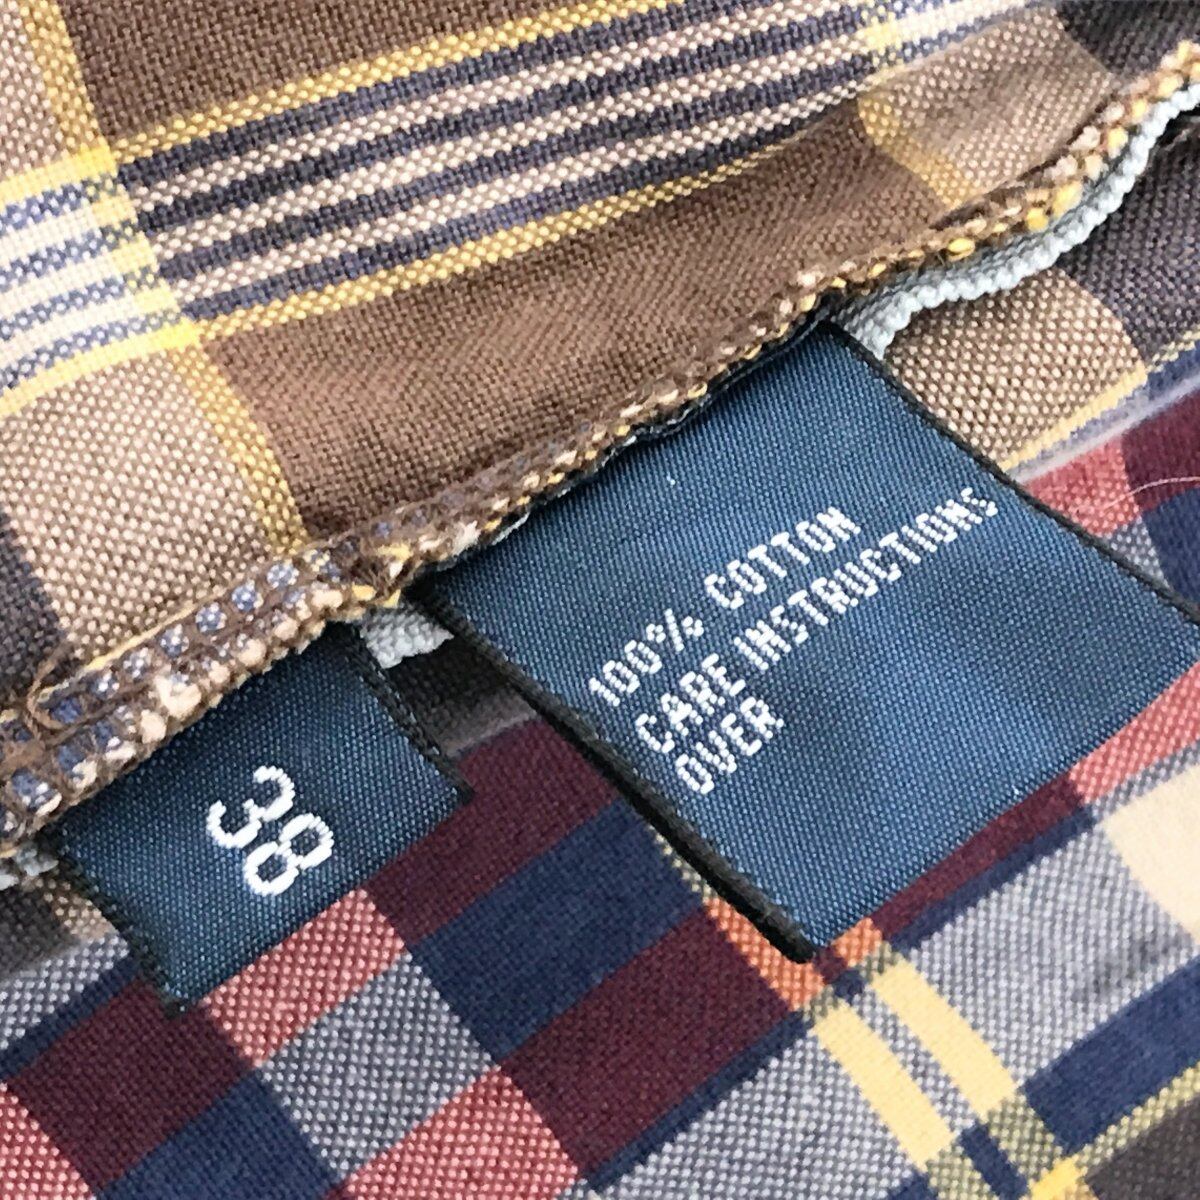 100% COTTON
CARE INSTRUCTIONS
OVER
38